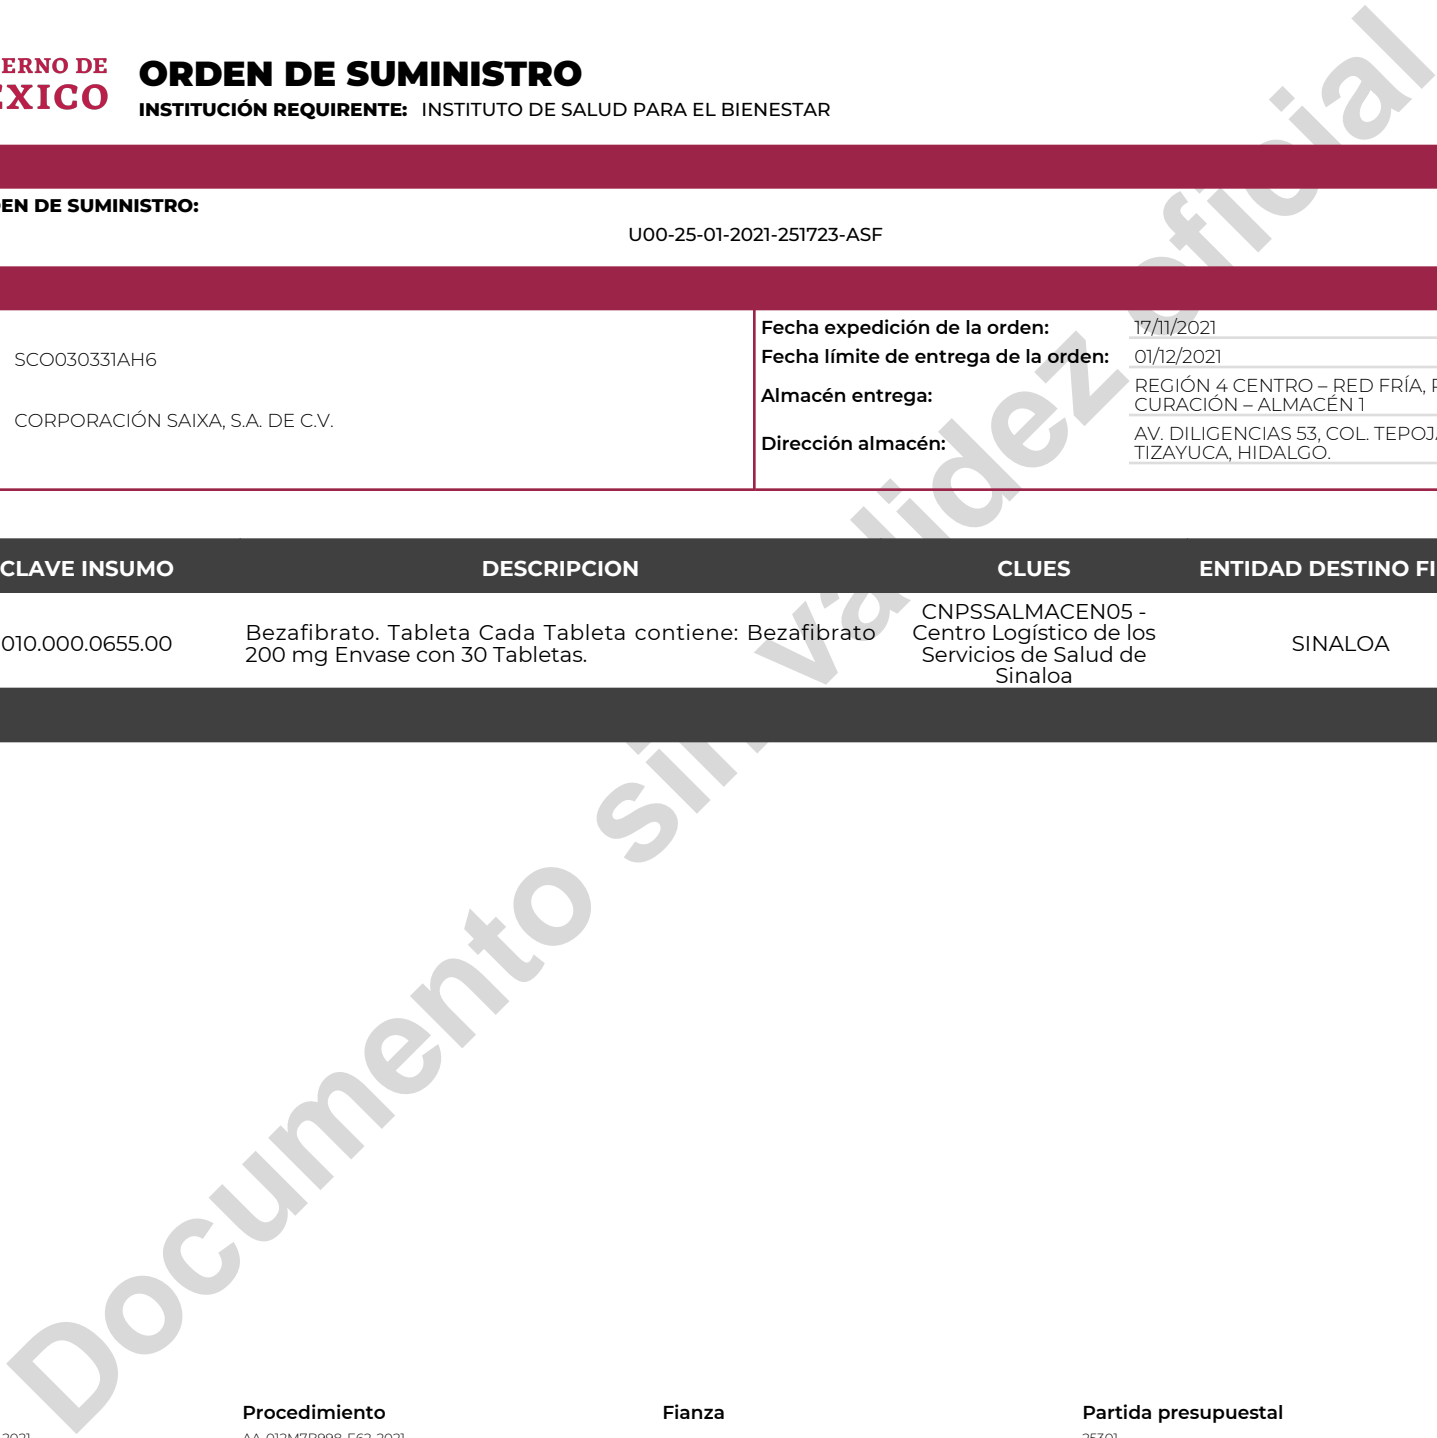 ERNO DE
EXICO
ORDEN DE SUMINISTRO
INSTITUCIÓN REQUIRENTE: INSTITUTO DE SALUD PARA EL BIENESTAR
EN DE SUMINISTRO:
U00-25-01-2021-251723-ASF
SCO030331AH6
CORPORACIÓN SAIXA, S.A. DE C.V.
Fecha expedición de la orden: 17/11/2021
Fecha límite de entrega de la orden: 01/12/2021
Almacén entrega: REGIÓN 4 CENTRO – RED FRÍA,
CURACIÓN – ALMACÉN 1
Dirección almacén: AV. DILIGENCIAS 53, COL. TEPOJA
TIZAYUCA, HIDALGO.
CLAVE INSUMO DESCRIPCION CLUES ENTIDAD DESTINO FI
010.000.0655.00
Bezafibrato. Tableta Cada Tableta contiene: Bezafibrato
200 mg Envase con 30 Tabletas.
CNPSSALMACEN05 -
Centro Logístico de los
Servicios de Salud de
Sinaloa
SINALOA
Documento sin validez oficial
Procedimiento Fianza Partida presupuestal